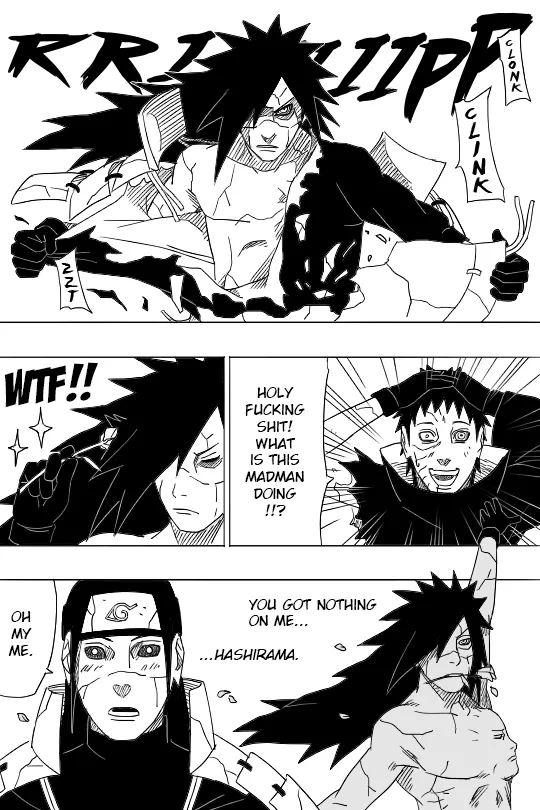 RRIIIIIPP
CLONK
CLINK
ZZT
WTF!!
HOLY
FUCKING
SHIT!
WHAT
IS THIS
MADMAN
DOING
!!?
OH
MY
ME.
YOU GOT NOTHING
ON ME...
...HASHIRAMA.